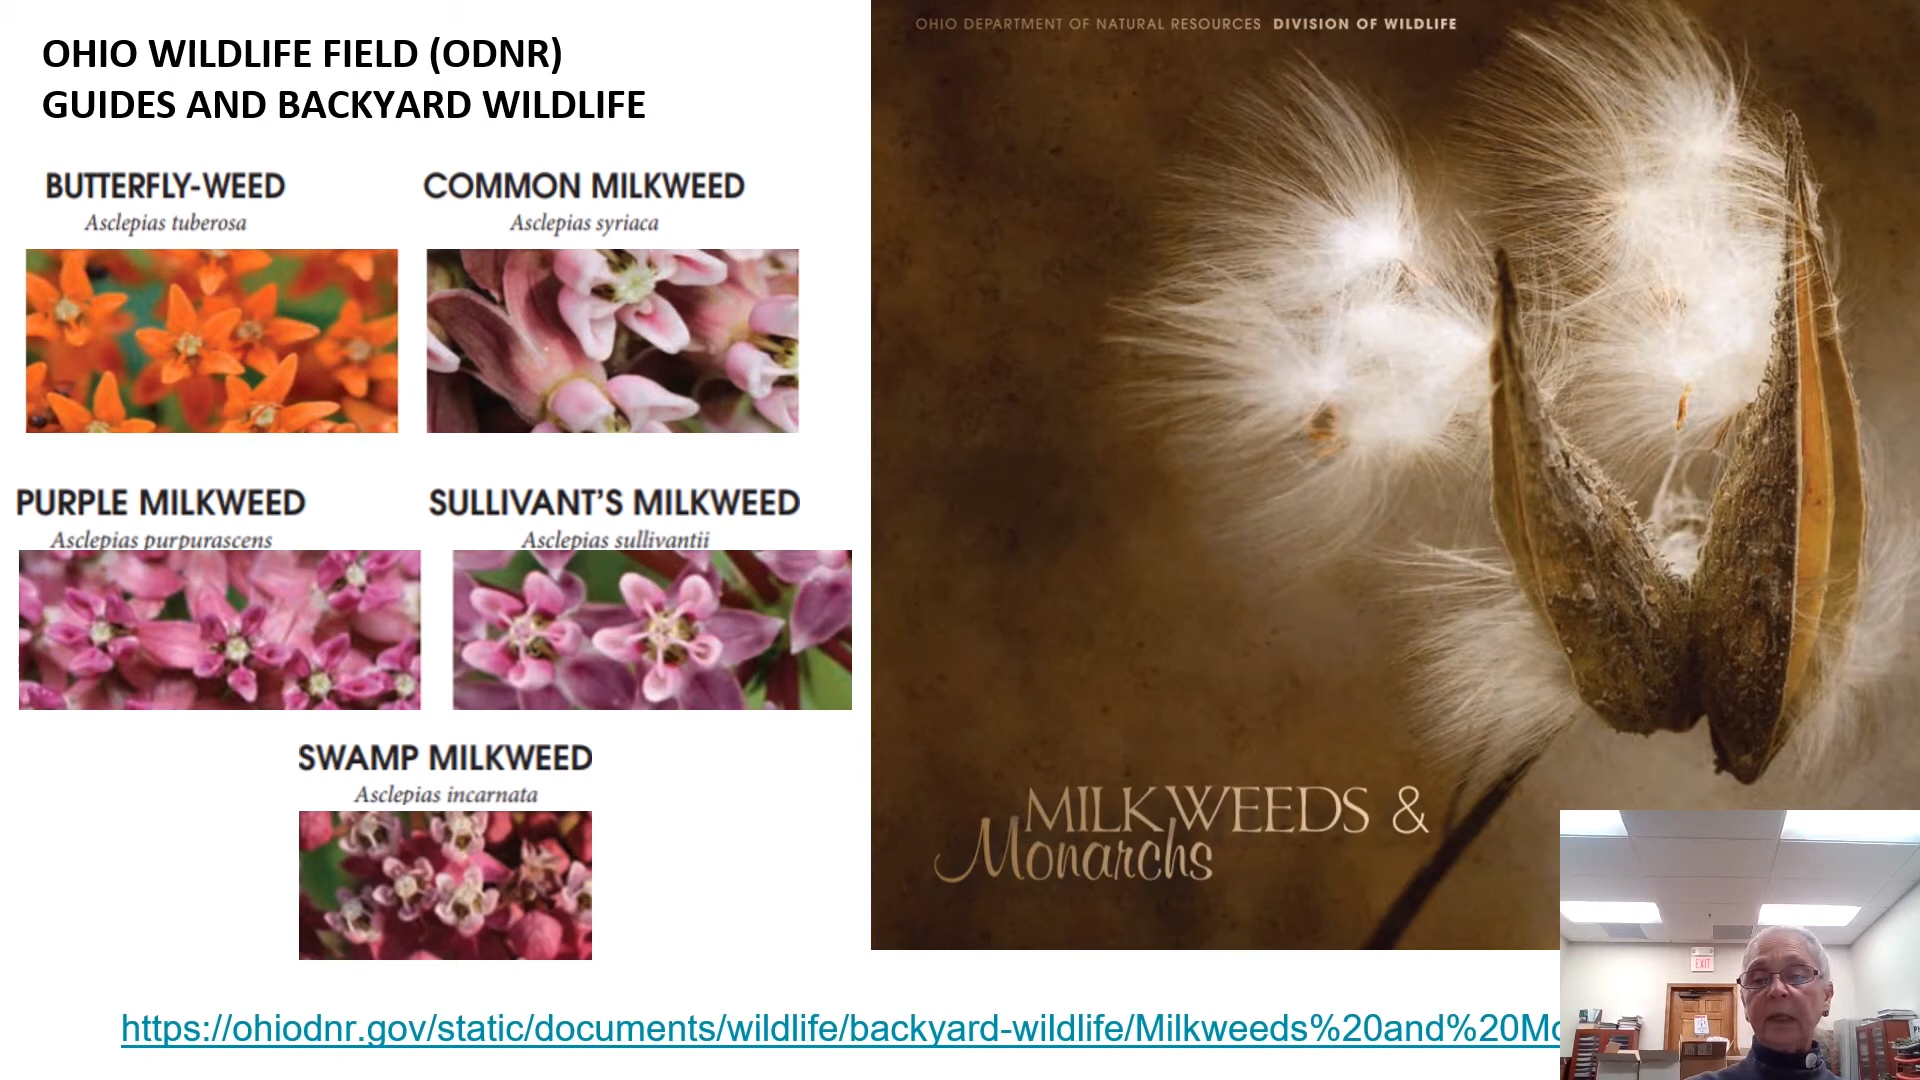 OHIO WILDLIFE FIELD (ODNR)
GUIDES AND BACKYARD WILDLIFE
BUTTERFLY-WEED
Asclepias tuberosa
COMMON MILKWEED
Asclepias syriaca
PURPLE MILKWEED
Asclepias purpurascens
SULLIVANT’S MILKWEED
Asclepias sullivantii
SWAMP MILKWEED
Asclepias incarnata
OHIO DEPARTMENT OF NATURAL RESOURCES DIVISION OF WILDLIFE
MILKWEEDS &
Monarchs
https://ohiodnr.gov/static/documents/wildlife/backyard-wildlife/Milkweeds%20and%20Mo
EXIT